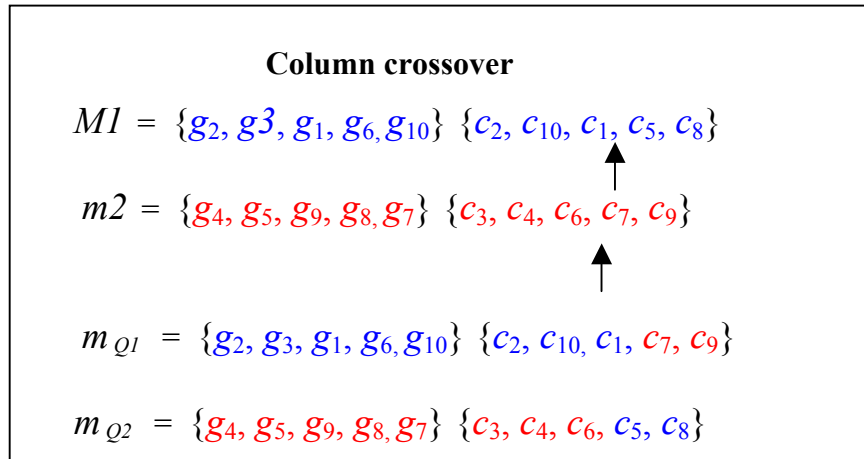 Column crossover
M1 = {g₂, g3, g₁, g₆, g₁₀} {c₂, c₁₀, c₁, c₅, c₈}
m2 = {g₄, g₅, g₉, g₈, g₇} {c₃, c₄, c₆, c₇, c₉}
m Q1 = {g₂, g₃, g₁, g₆, g₁₀} {c₂, c₁₀, c₁, c₇, c₉}
m Q2 = {g₄, g₅, g₉, g₈, g₇} {c₃, c₄, c₆, c₅, c₈}